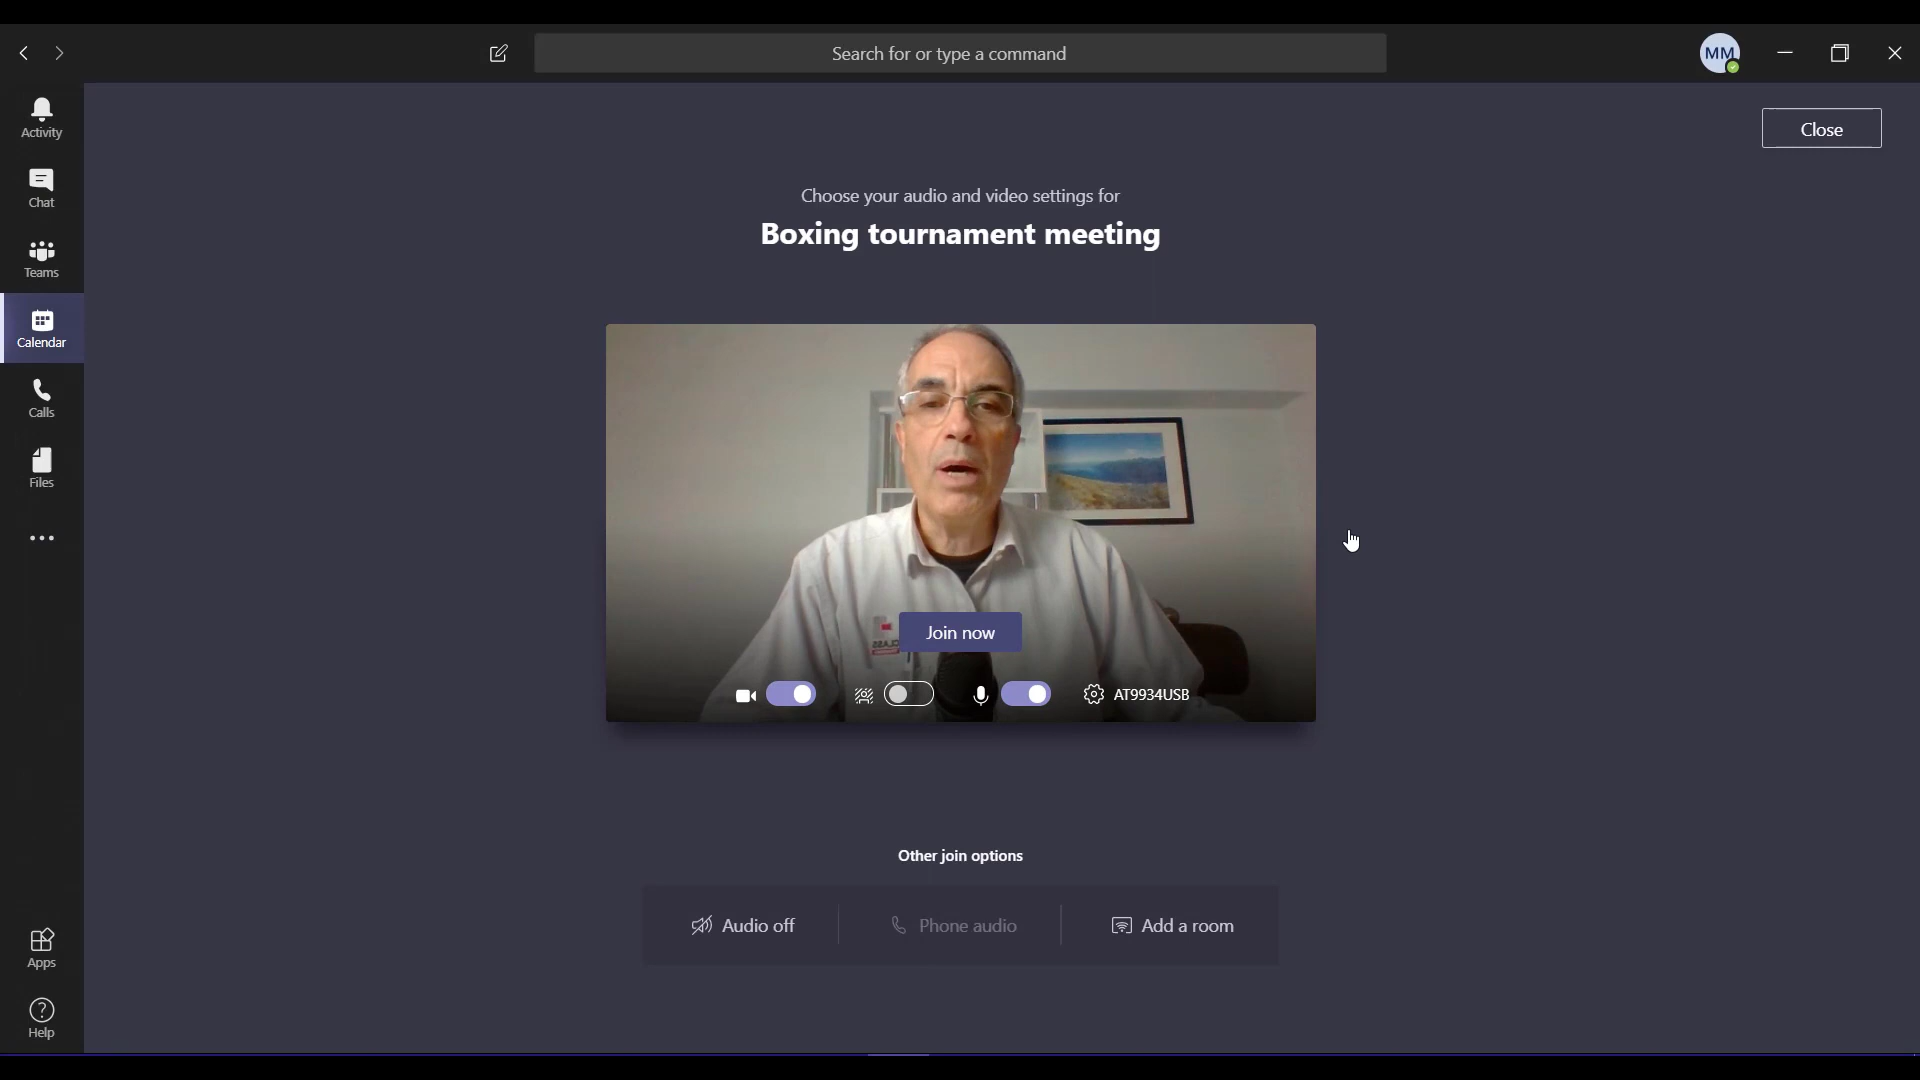 Search for or type a command
MM
Activity
Close
Chat
Choose your audio and video settings for
Boxing tournament meeting
Teams
Calendar
Calls
Files
Join now
AT9934USB
Other join options
Audio off
Phone audio
Add a room
Apps
Help